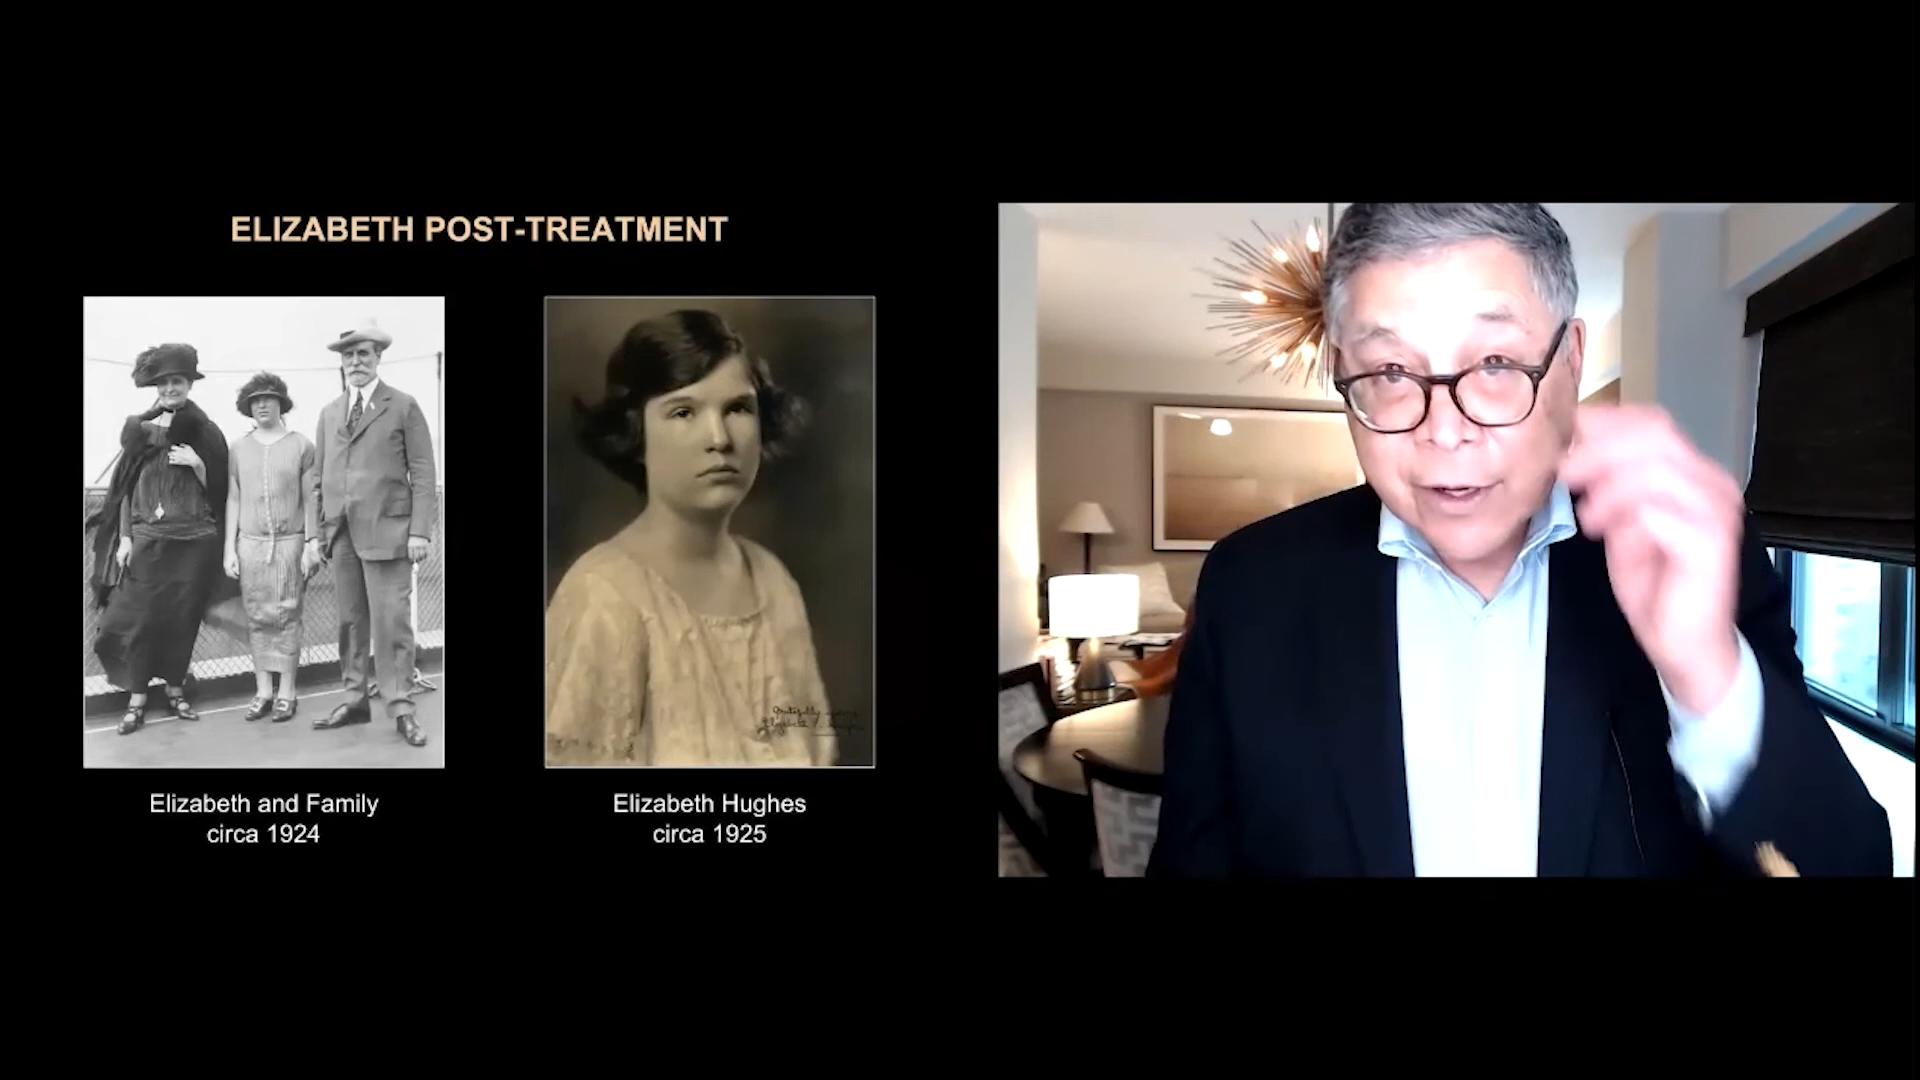 ELIZABETH POST-TREATMENT
Elizabeth and Family
circa 1924
Elizabeth Hughes
circa 1925